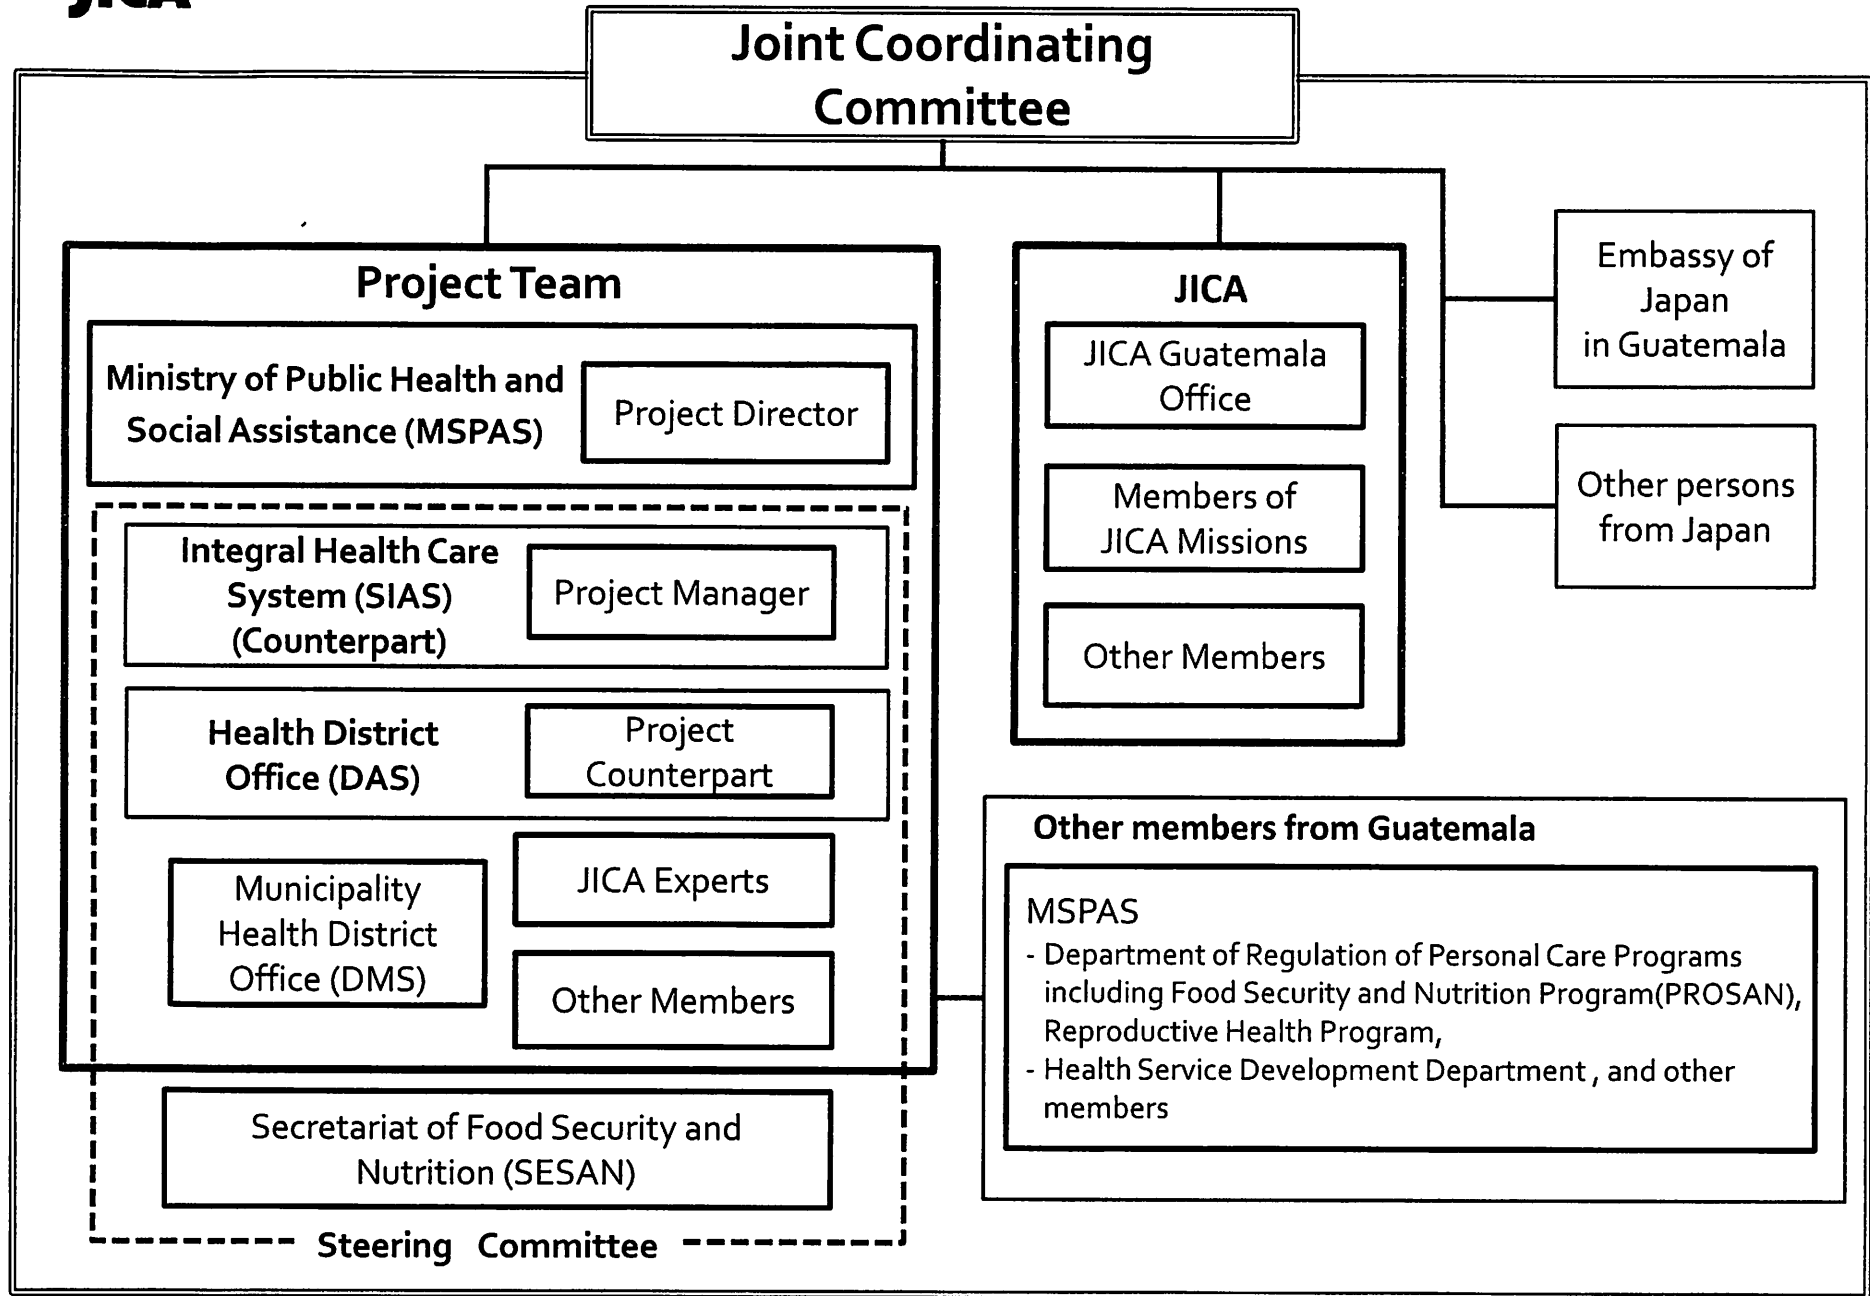 JICA
Joint Coordinating
Committee
Project Team
Ministry of Public Health and
Social Assistance (MSPAS)
Project Director
Integral Health Care
System (SIAS)
(Counterpart)
Project Manager
Health District
Office (DAS)
Project
Counterpart
Municipality
Health District
Office (DMS)
JICA Experts
Other Members
Secretariat of Food Security and
Nutrition (SESAN)
Steering Committee
JICA
JICA Guatemala
Office
Members of
JICA Missions
Other Members
Embassy of
Japan
in Guatemala
Other persons
from Japan
Other members from Guatemala
MSPAS
- Department of Regulation of Personal Care Programs
including Food Security and Nutrition Program(PROSAN),
Reproductive Health Program,
- Health Service Development Department , and other
members